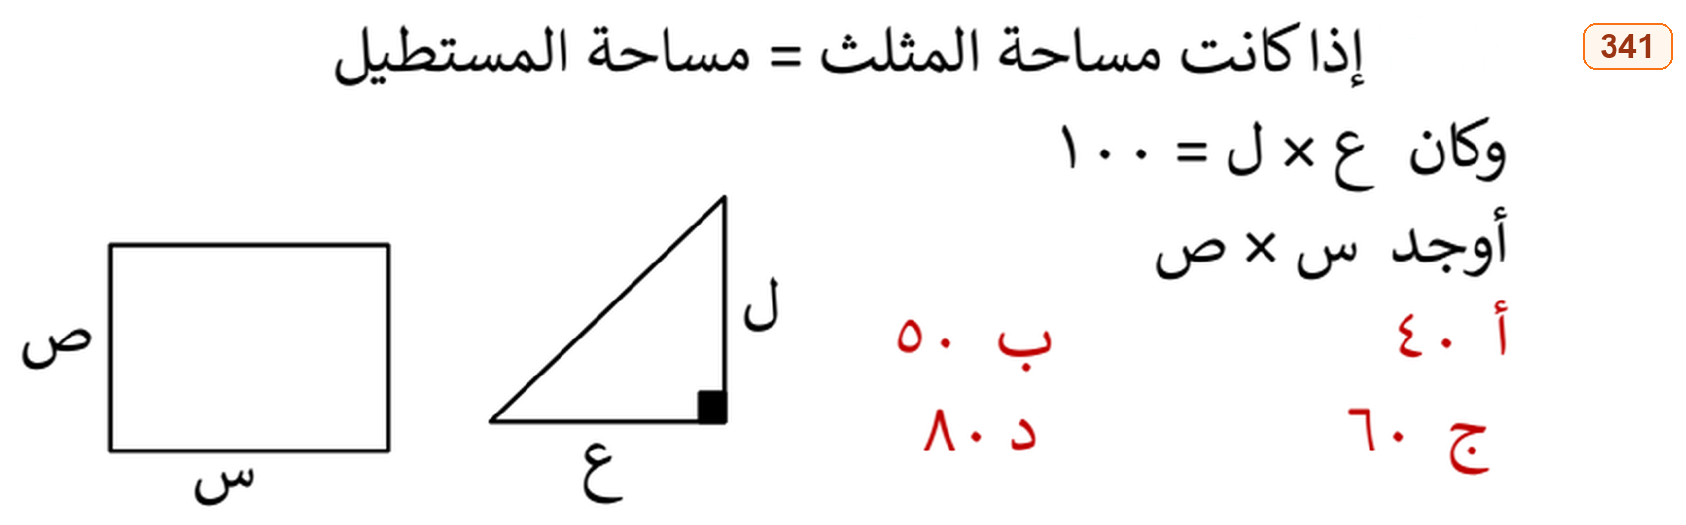 341
إذا كانت مساحة المثلث = مساحة المستطيل
وكان ع × ل = ١٠٠
أوجد س × ص
أ ٤٠ ب ٥٠
ج ٦٠ د ٨٠
ل
ع
ص
س